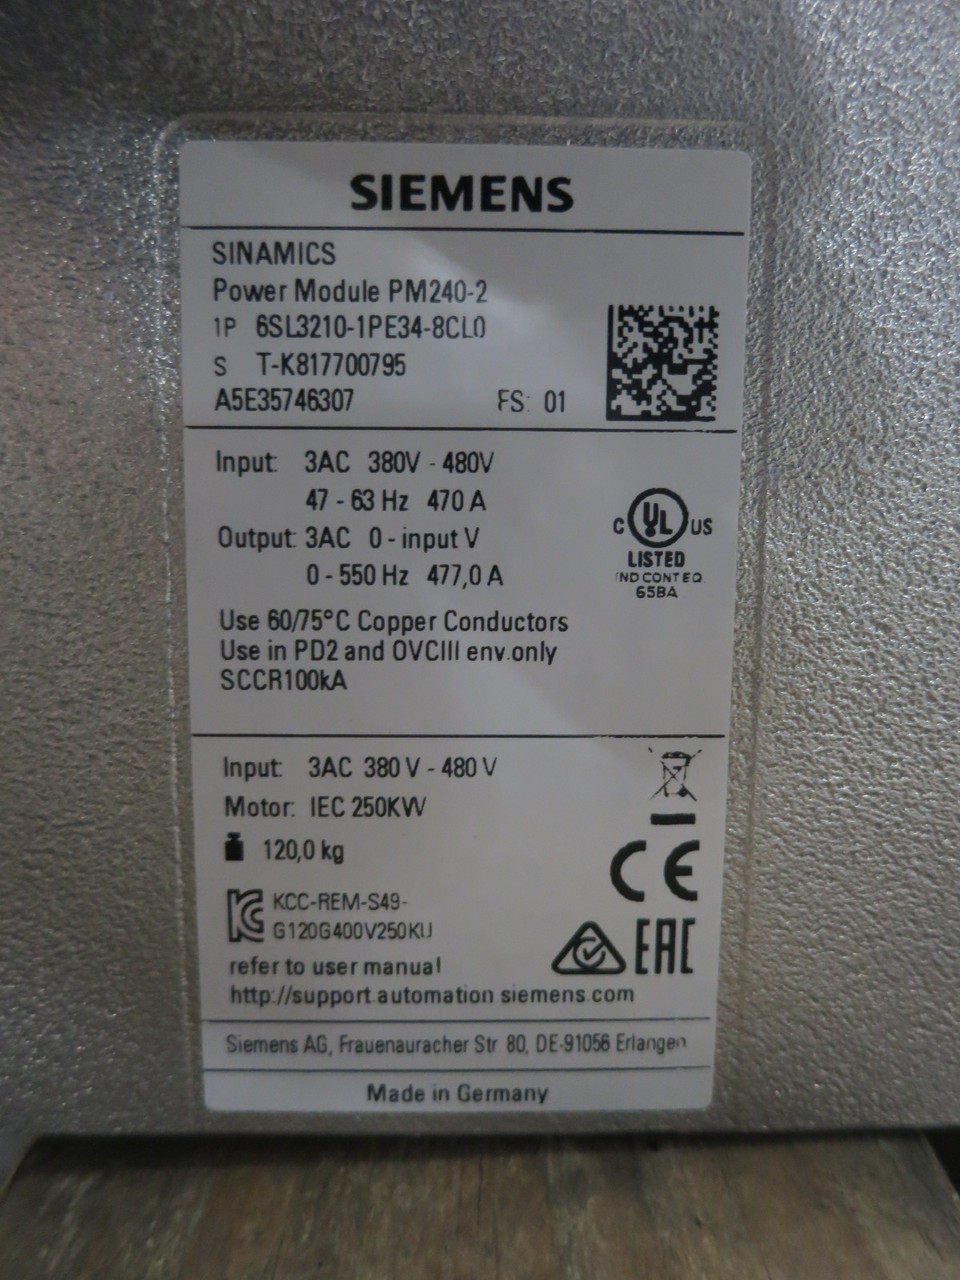 SIEMENS
SINAMICS
Power Module PM240-2
1P 6SL3210-1PE34-8CL0
S T-K817700795
A5E35746307 FS: 01
Input: 3AC 380V - 480V
47 - 63 Hz 470 A
Output: 3AC 0 - input V
0 - 550 Hz 477,0 A
C UL US
LISTED
IND CONT EQ
65BA
Use 60/75°C Copper Conductors
Use in PD2 and OVCIII env.only
SCCR100kA
Input: 3AC 380 V - 480 V
Motor: IEC 250KW
120,0 kg
CE
KCC-REM-S49-
G120G400V250KU
EAC
refer to user manual
http://support.automation siemens.com
Siemens AG, Frauenauracher Str 80, DE-91056 Erlangen
Made in Germany